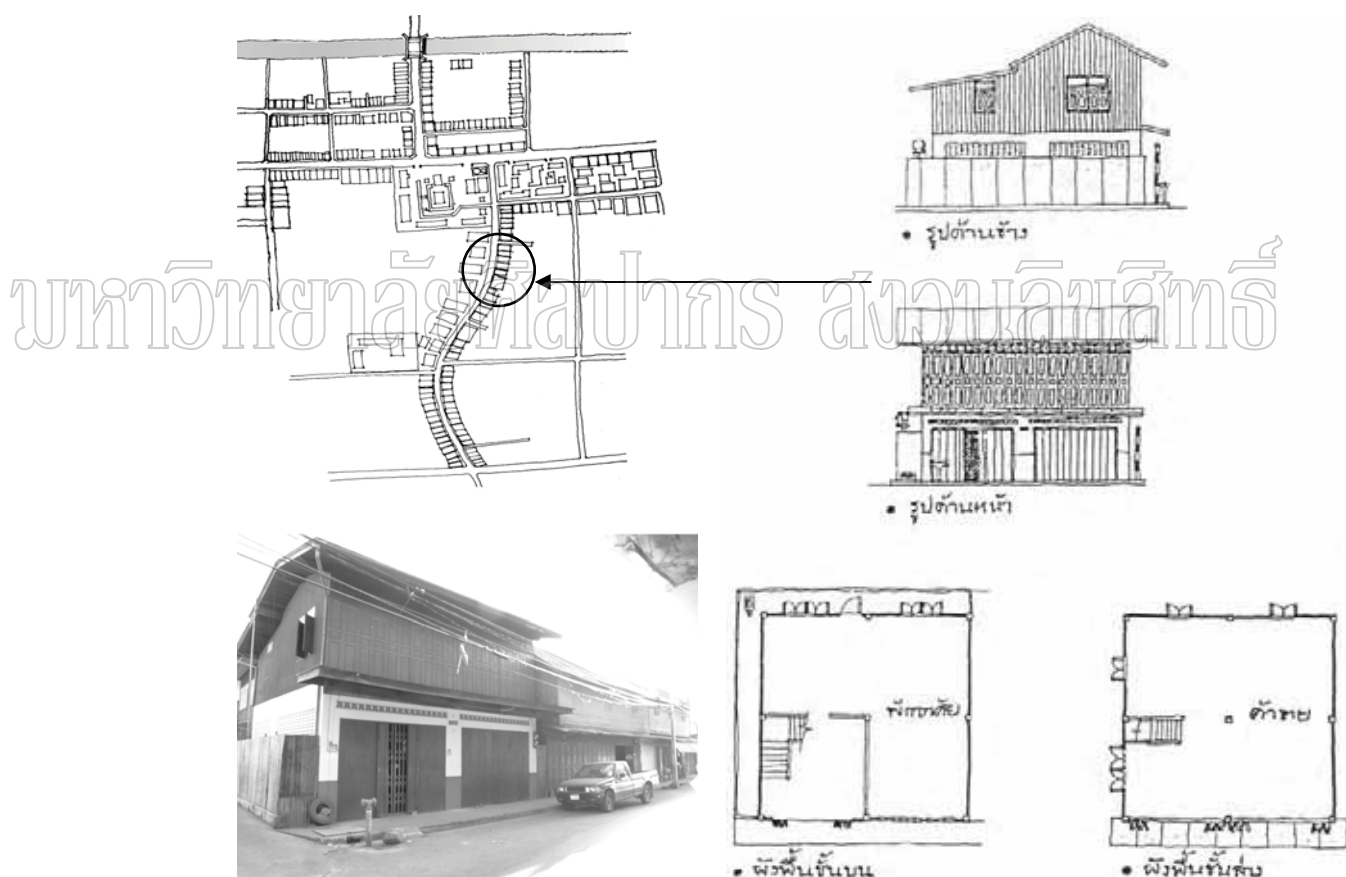 • รูปด้านข้าง
มหาวิทยาลัยศิลปากร สงวนลิขสิทธิ์
• รูปด้านหน้า
พักอาศัย
ค้าขาย
• ผังพื้นชั้นบน
• ผังพื้นชั้นล่าง